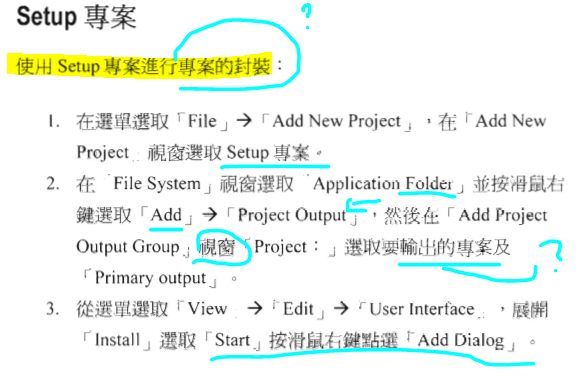 Setup 專案
?
使用 Setup 專案進行專案的封裝：
1. 在選單選取「File」→「Add New Project」，在「Add New
Project」視窗選取 Setup 專案。
2. 在「File System」視窗選取「Application Folder」並按滑鼠右
鍵選取「Add」→「Project Output」，然後在「Add Project
Output Group」視窗「Project：」選取要輸出的專案及
?
「Primary output」。
3. 從選單選取「View」→「Edit」→「User Interface」，展開
「Install」選取「Start」按滑鼠右鍵點選「Add Dialog」。